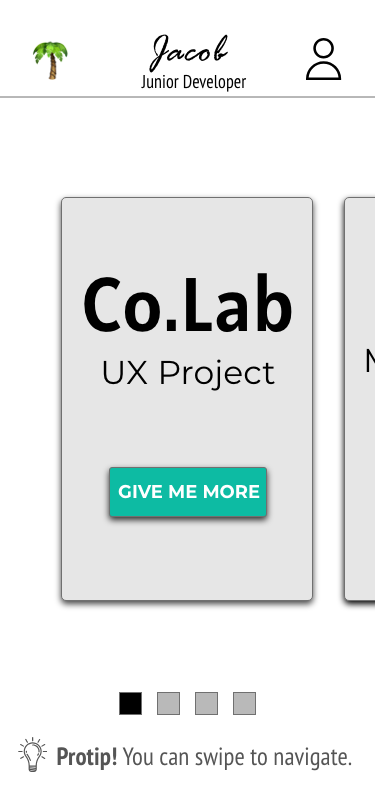 Jacob
Junior Developer
Co.Lab
UX Project
GIVE ME MORE
Protip! You can swipe to navigate.